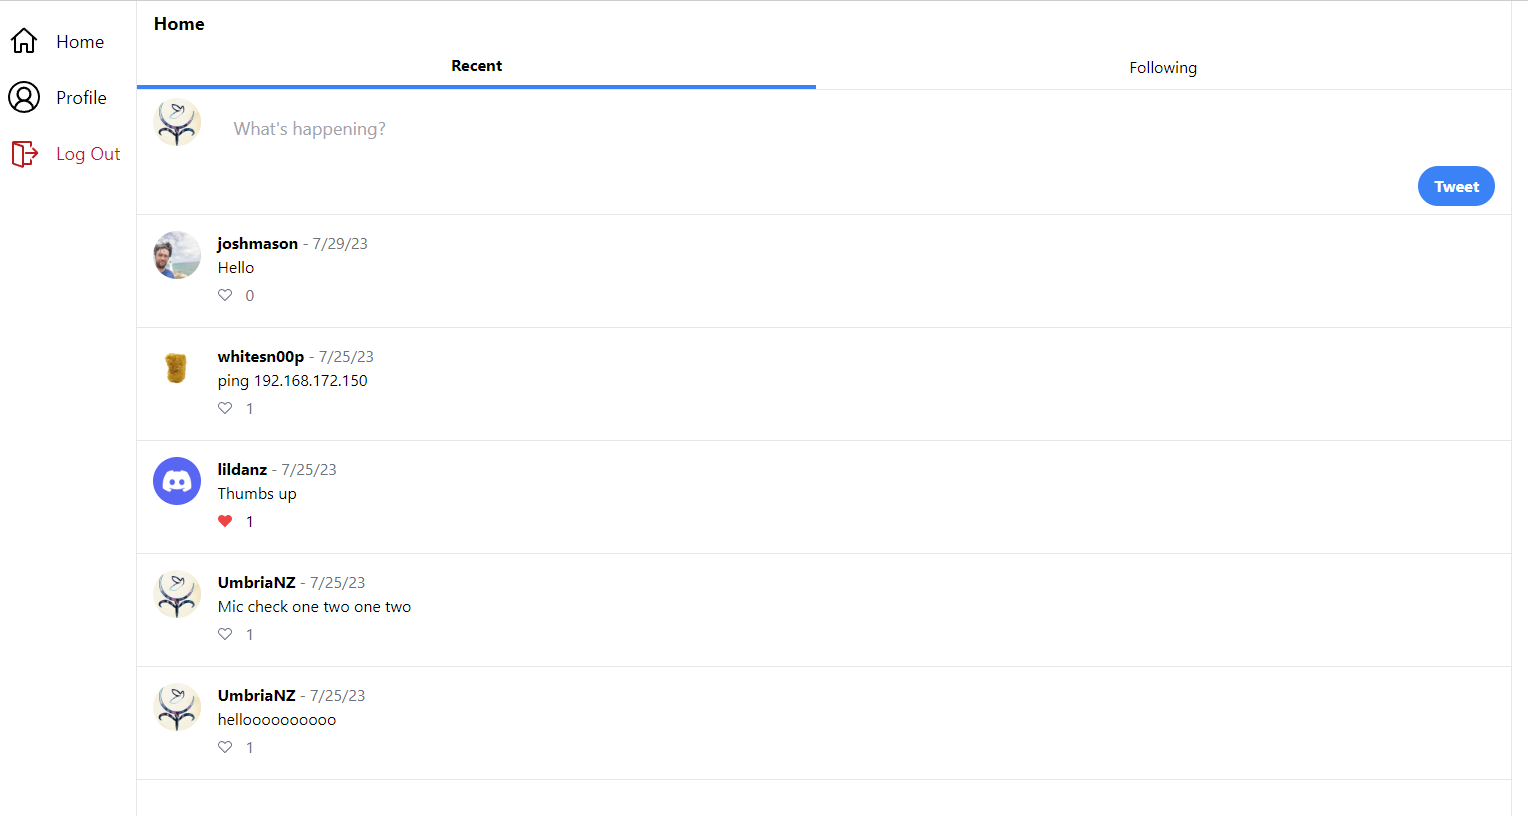 Home
Profile
Log Out
Home
Recent
Following
What's happening?
Tweet
joshmason - 7/29/23
Hello
0
whitesn00p - 7/25/23
ping 192.168.172.150
1
lildanz - 7/25/23
Thumbs up
1
UmbriaNZ - 7/25/23
Mic check one two one two
1
UmbriaNZ - 7/25/23
helloooooooooo
1